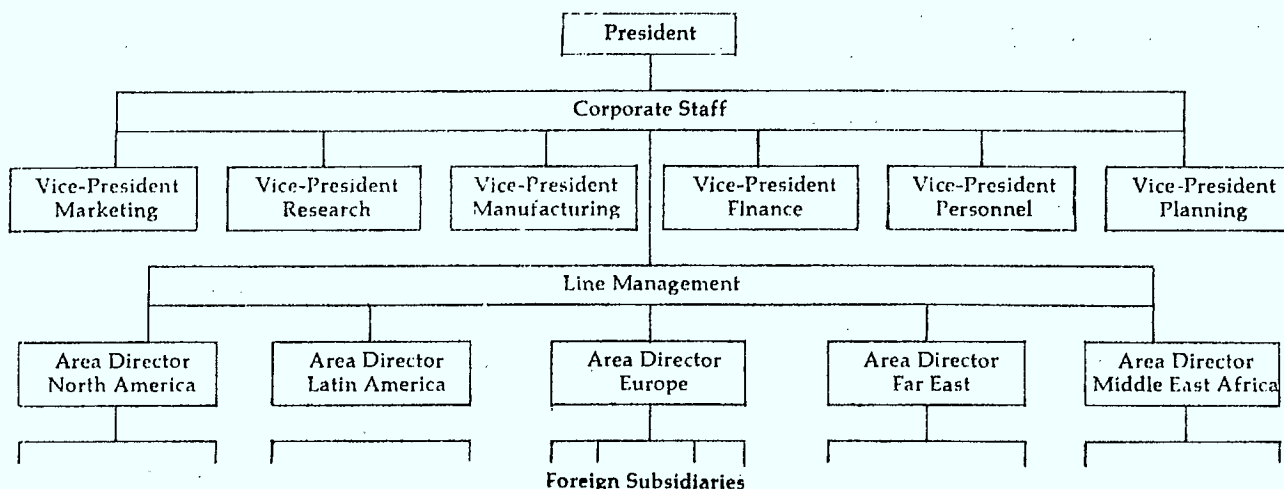 President
Corporate Staff
Vice-President
Marketing
Vice-President
Research
Vice-President
Manufacturing
Vice-President
FInance
Vice-President
Personnel
Vice-President
Planning
Line Management
Area Director
North America
Area Director
Latin America
Area Director
Europe
Area Director
Far East
Area Director
Middle East Africa
Foreign Subsidiaries